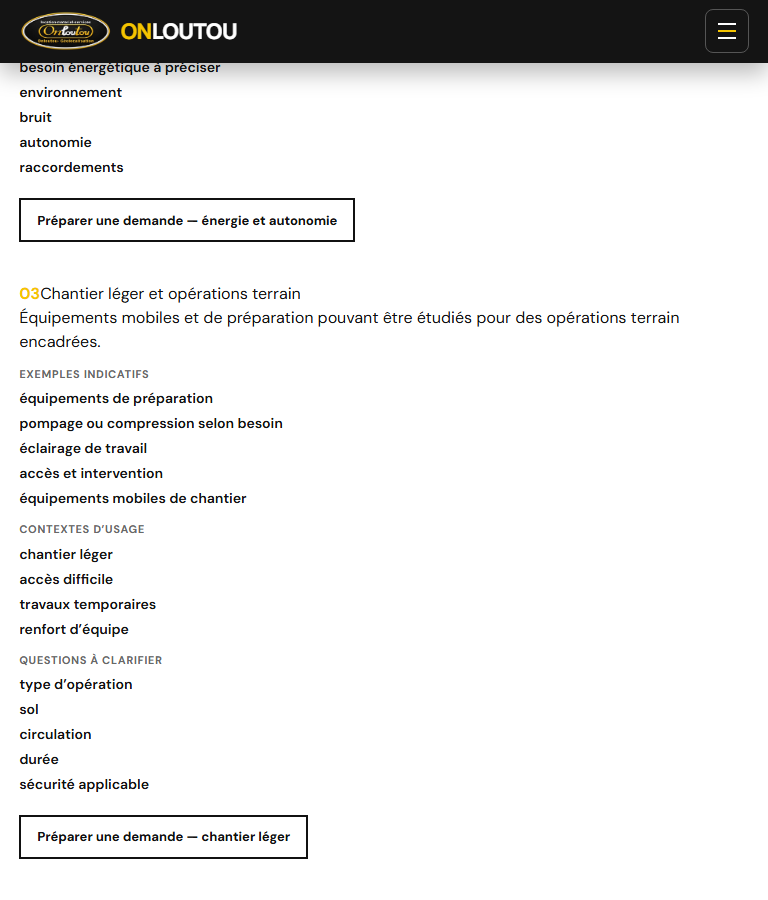 Onloutou
ONLOUTOU
besoin énergétique à préciser
environnement
bruit
autonomie
raccordements
Préparer une demande — énergie et autonomie
03Chantier léger et opérations terrain
Équipements mobiles et de préparation pouvant être étudiés pour des opérations terrain
encadrées.
EXEMPLES INDICATIFS
équipements de préparation
pompage ou compression selon besoin
éclairage de travail
accès et intervention
équipements mobiles de chantier
CONTEXTES D’USAGE
chantier léger
accès difficile
travaux temporaires
renfort d’équipe
QUESTIONS À CLARIFIER
type d’opération
sol
circulation
durée
sécurité applicable
Préparer une demande — chantier léger